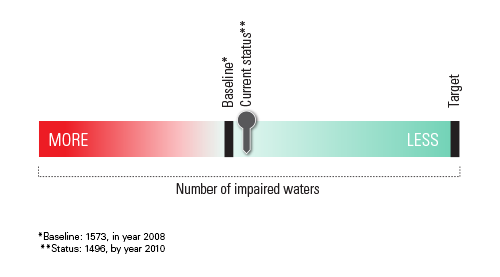 Baseline*
Current status**
Target
MORE
LESS
Number of impaired waters
*Baseline: 1573, in year 2008
**Status: 1496, by year 2010